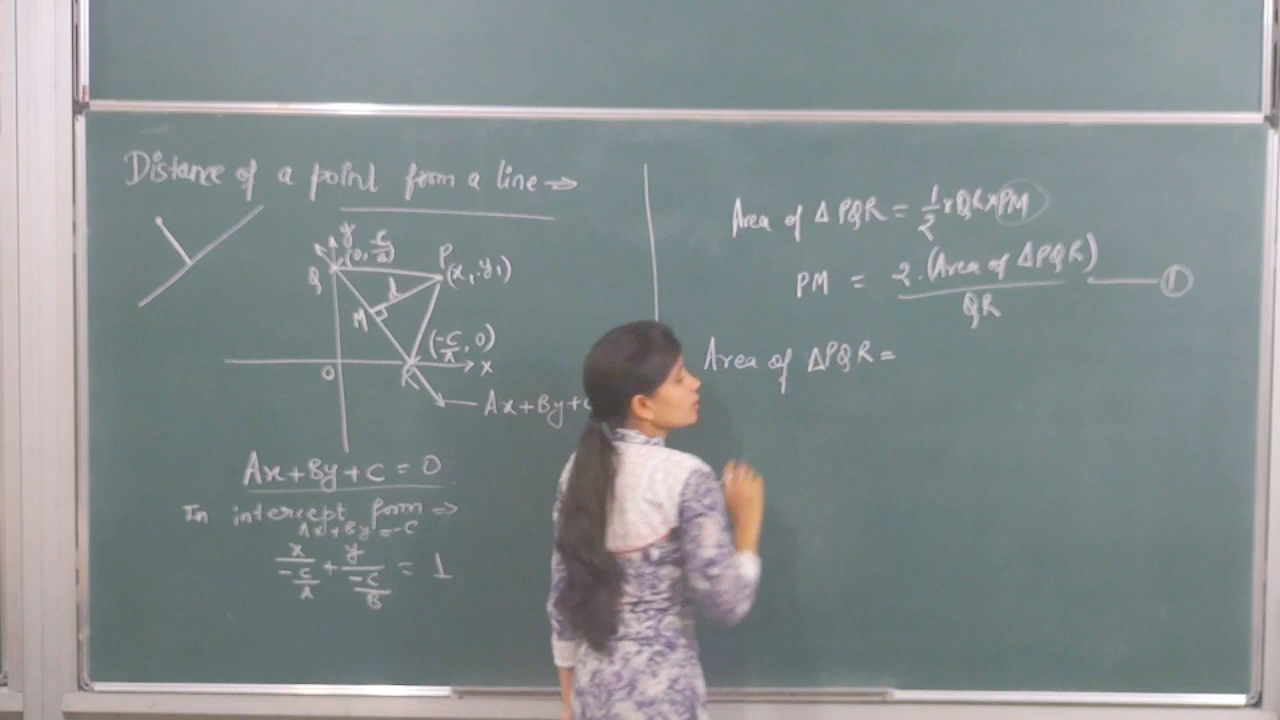 Distance of a point from a line ⇒
y
(0, -C/B)
Q
P
(x₁, y₁)
d
M
(-C/A, 0)
O
R
x
Ax+By+C
Ax+By+C = 0
In intercept form ⇒
Ax+By=-C
x/(-C/A) + y/(-C/B) = 1
Area of Δ PQR = 1/2 x QR x PM
PM = 2.(Area of ΔPQR)/QR ①
Area of ΔPQR =